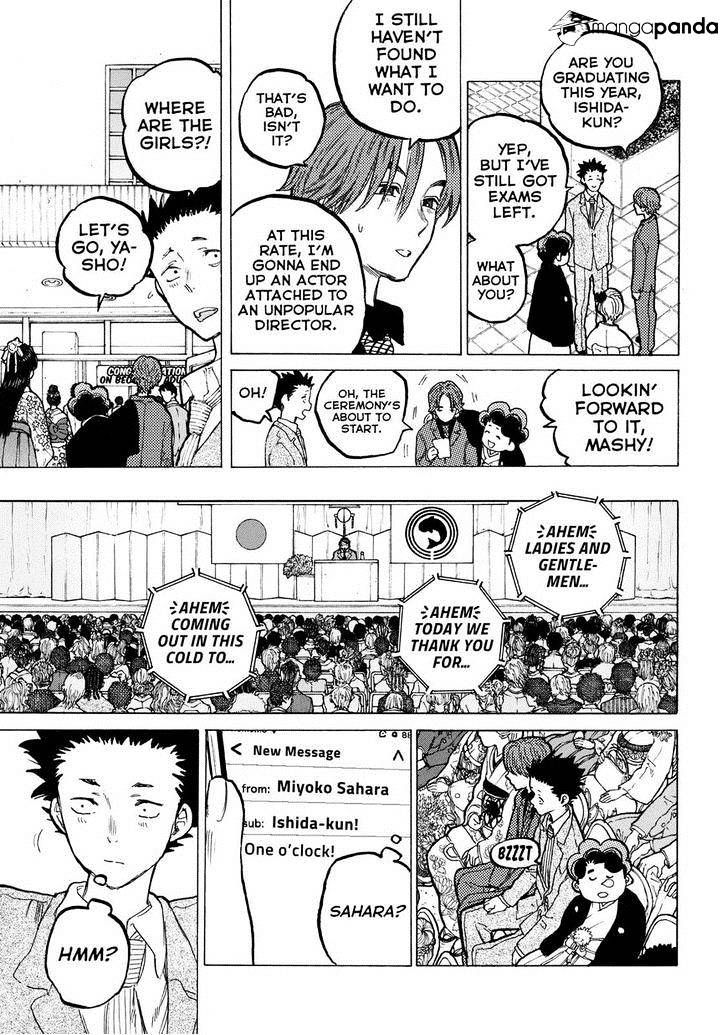 mangapanda
ARE YOU
GRADUATING
THIS YEAR,
ISHIDA-
KUN?
YEP,
BUT I'VE
STILL GOT
EXAMS
LEFT.
WHAT
ABOUT
YOU?
I STILL
HAVEN'T
FOUND
WHAT I
WANT TO
DO.
THAT'S
BAD,
ISN'T
IT?
AT THIS
RATE, I'M
GONNA END
UP AN ACTOR
ATTACHED TO
AN UNPOPULAR
DIRECTOR.
WHERE
ARE THE
GIRLS?!
LET'S
GO, YA-
SHO!
LOOKIN'
FORWARD
TO IT,
MASHY!
OH, THE
CEREMONY'S
ABOUT TO
START.
OH!
AHEM
LADIES AND
GENTLE-
MEN...
AHEM
TODAY WE
THANK YOU
FOR...
AHEM
COMING
OUT IN THIS
COLD TO...
BZZZT
< New Message
from: Miyoko Sahara
sub: Ishida-kun!
One o'clock!
SAHARA?
HMM?